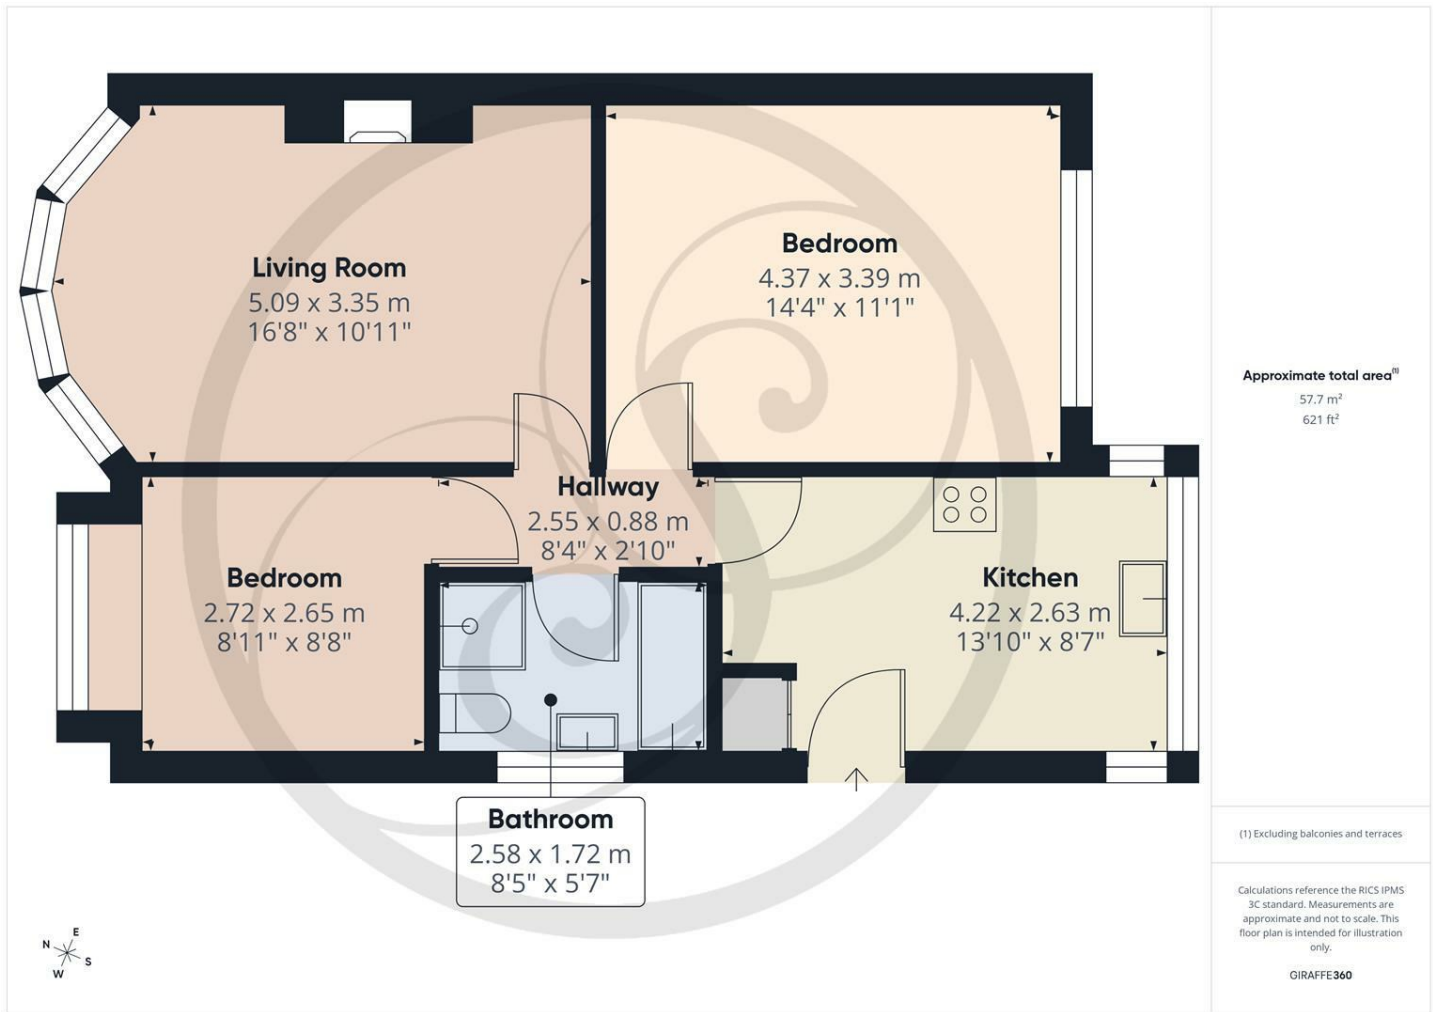 Living Room
5.09 x 3.35 m
16'8" x 10'11"
Bedroom
4.37 x 3.39 m
14'4" x 11'1"
Hallway
2.55 x 0.88 m
8'4" x 2'10"
Bedroom
2.72 x 2.65 m
8'11" x 8'8"
Kitchen
4.22 x 2.63 m
13'10" x 8'7"
Bathroom
2.58 x 1.72 m
8'5" x 5'7"
N
E
S
W
Approximate total area(1)
57.7 m²
621 ft²
(1) Excluding balconies and terraces
Calculations reference the RICS IPMS
3C standard. Measurements are
approximate and not to scale. This
floor plan is intended for illustration
only.
GIRAFFE360